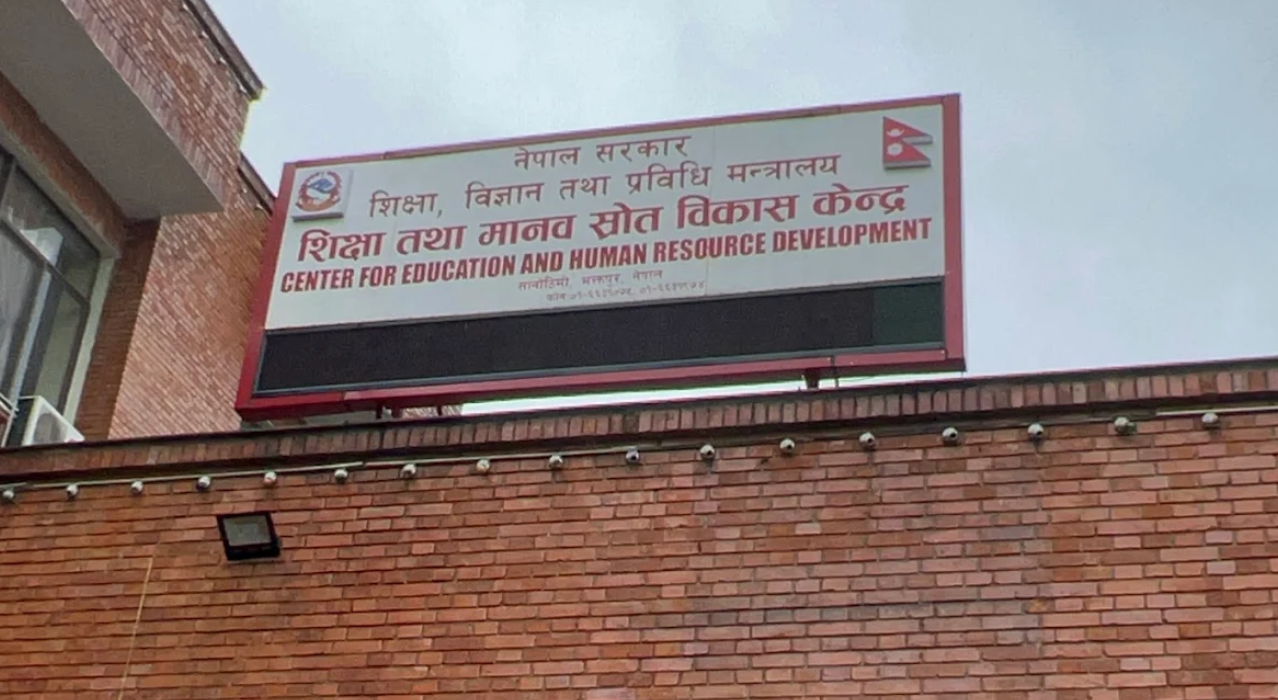 नेपाल सरकार
शिक्षा, विज्ञान तथा प्रविधि मन्त्रालय
शिक्षा तथा मानव स्रोत विकास केन्द्र
CENTER FOR EDUCATION AND HUMAN RESOURCE DEVELOPMENT
सानोठिमी, भक्तपुर, नेपाल
फोन